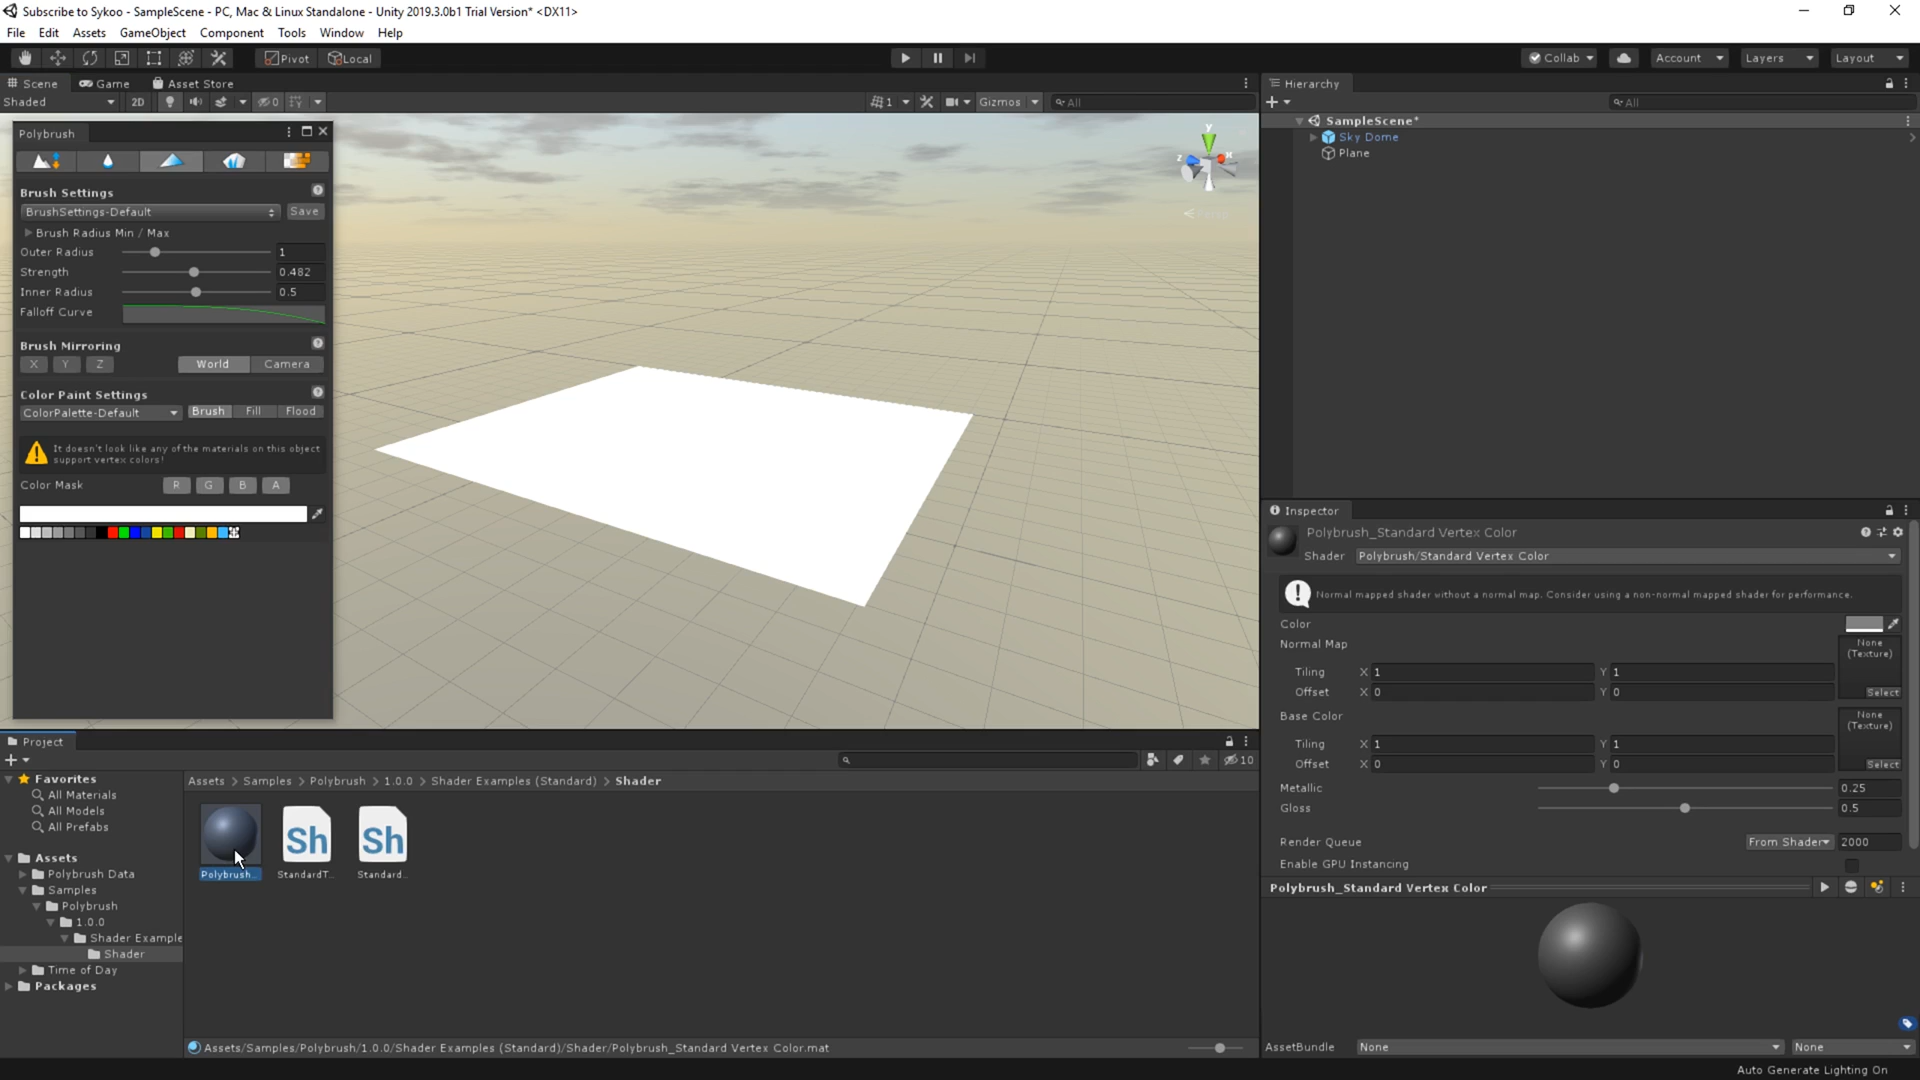 Subscribe to Sykoo - SampleScene - PC, Mac & Linux Standalone - Unity 2019.3.0b1 Trial Version* <DX11>
File Edit Assets GameObject Component Tools Window Help
Pivot Local Collab Account Layers Layout
Scene Game Asset Store
Shaded 2D 0 1 Gizmos All
Polybrush
Brush Settings
BrushSettings-Default Save
Brush Radius Min / Max
Outer Radius 1
Strength 0.482
Inner Radius 0.5
Falloff Curve
Brush Mirroring
X Y Z World Camera
Color Paint Settings
ColorPalette-Default Brush Fill Flood
It doesn't look like any of the materials on this object
support vertex colors!
Color Mask R G B A
y
z x
Hierarchy
All
SampleScene*
Sky Dome
Plane
Inspector
Polybrush_Standard Vertex Color
Shader Polybrush/Standard Vertex Color
Normal mapped shader without a normal map. Consider using a non-normal mapped shader for performance.
Color
Normal Map None
(Texture)
Tiling X 1 Y 1
Offset X 0 Y 0 Select
Base Color None
(Texture)
Tiling X 1 Y 1
Offset X 0 Y 0 Select
Metallic 0.25
Gloss 0.5
Render Queue From Shader 2000
Enable GPU Instancing
Polybrush_Standard Vertex Color
AssetBundle None None
Project
10
Favorites
All Materials
All Models
All Prefabs
Assets
Polybrush Data
Samples
Polybrush
1.0.0
Shader Example
Shader
Time of Day
Packages
Assets > Samples > Polybrush > 1.0.0 > Shader Examples (Standard) > Shader
Sh Sh
Polybrush... StandardT... Standard...
Assets/Samples/Polybrush/1.0.0/Shader Examples (Standard)/Shader/Polybrush_Standard Vertex Color.mat
Auto Generate Lighting On